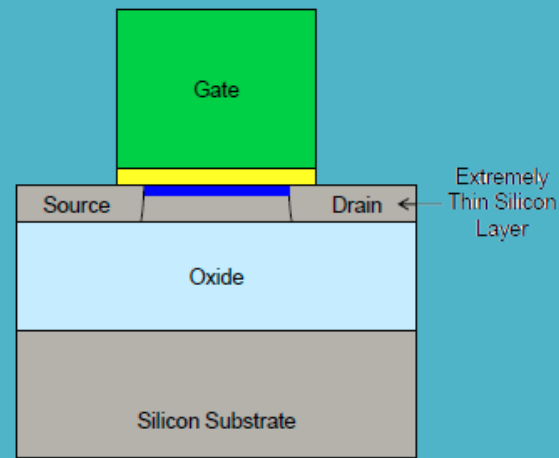 Gate
Extremely
Thin Silicon
Layer
Source
Drain
Oxide
Silicon Substrate